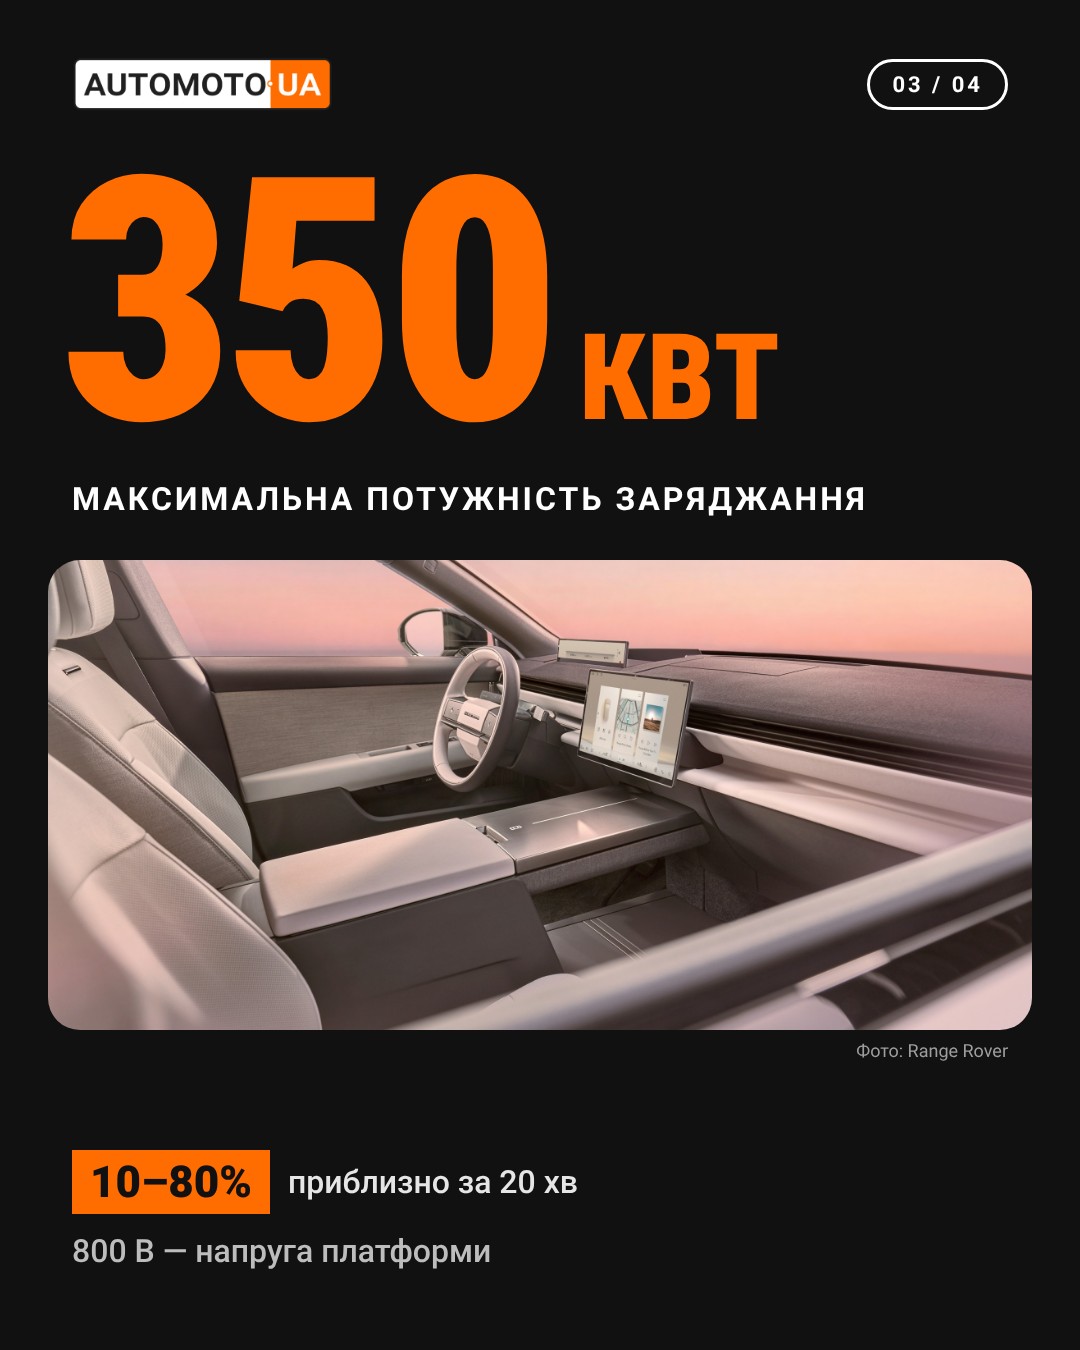 AUTOMOTO UA
03 / 04
350 КВТ
МАКСИМАЛЬНА ПОТУЖНІСТЬ ЗАРЯДЖАННЯ
Фото: Range Rover
10–80% приблизно за 20 хв
800 В — напруга платформи